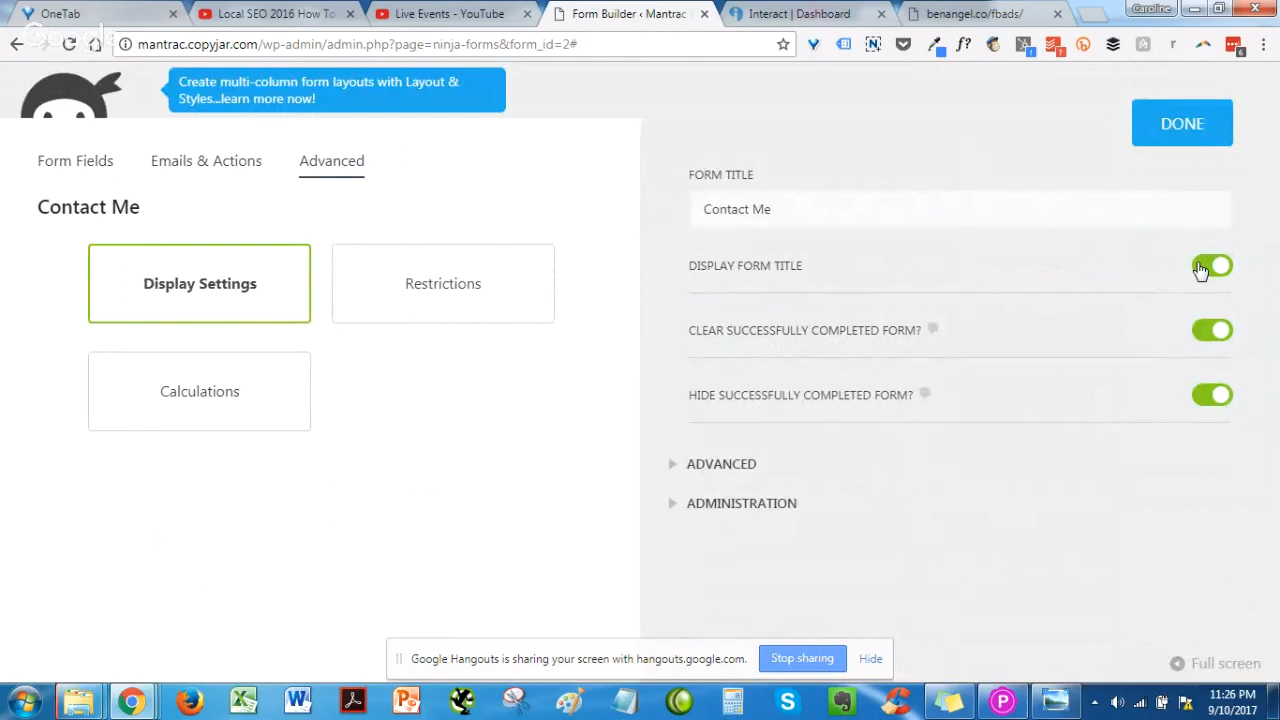 OneTab
Local SEO 2016 How To
Live Events - YouTube
Form Builder ‹ Mantrac
Interact | Dashboard
benangel.co/fbads/
Caroline
mantrac.copyjar.com/wp-admin/admin.php?page=ninja-forms&form_id=2#
Google
Create multi-column form layouts with Layout &
Styles...learn more now!
DONE
Form Fields
Emails & Actions
Advanced
Contact Me
Display Settings
Restrictions
Calculations
FORM TITLE
Contact Me
DISPLAY FORM TITLE
CLEAR SUCCESSFULLY COMPLETED FORM?
HIDE SUCCESSFULLY COMPLETED FORM?
ADVANCED
ADMINISTRATION
Google Hangouts is sharing your screen with hangouts.google.com.
Stop sharing
Hide
Full screen
11:26 PM
9/10/2017